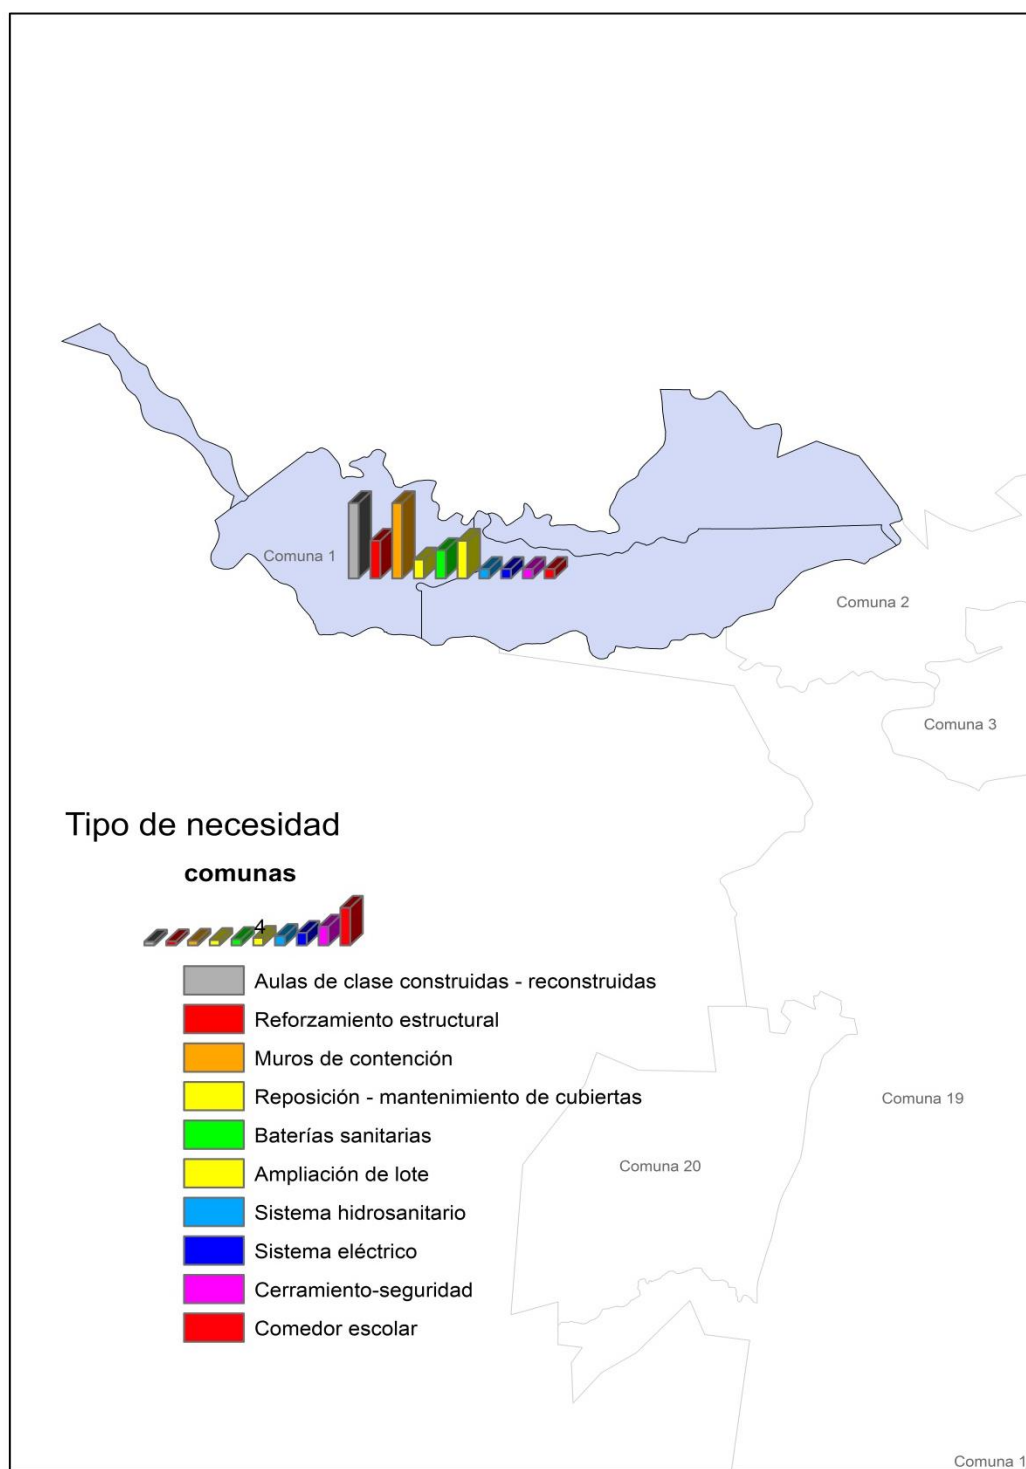 Comuna 1
Comuna 2
Comuna 3
Tipo de necesidad
comunas
4
Aulas de clase construidas - reconstruidas
Reforzamiento estructural
Muros de contención
Reposición - mantenimiento de cubiertas
Baterías sanitarias
Ampliación de lote
Sistema hidrosanitario
Sistema eléctrico
Cerramiento-seguridad
Comedor escolar
Comuna 19
Comuna 20
Comuna 1